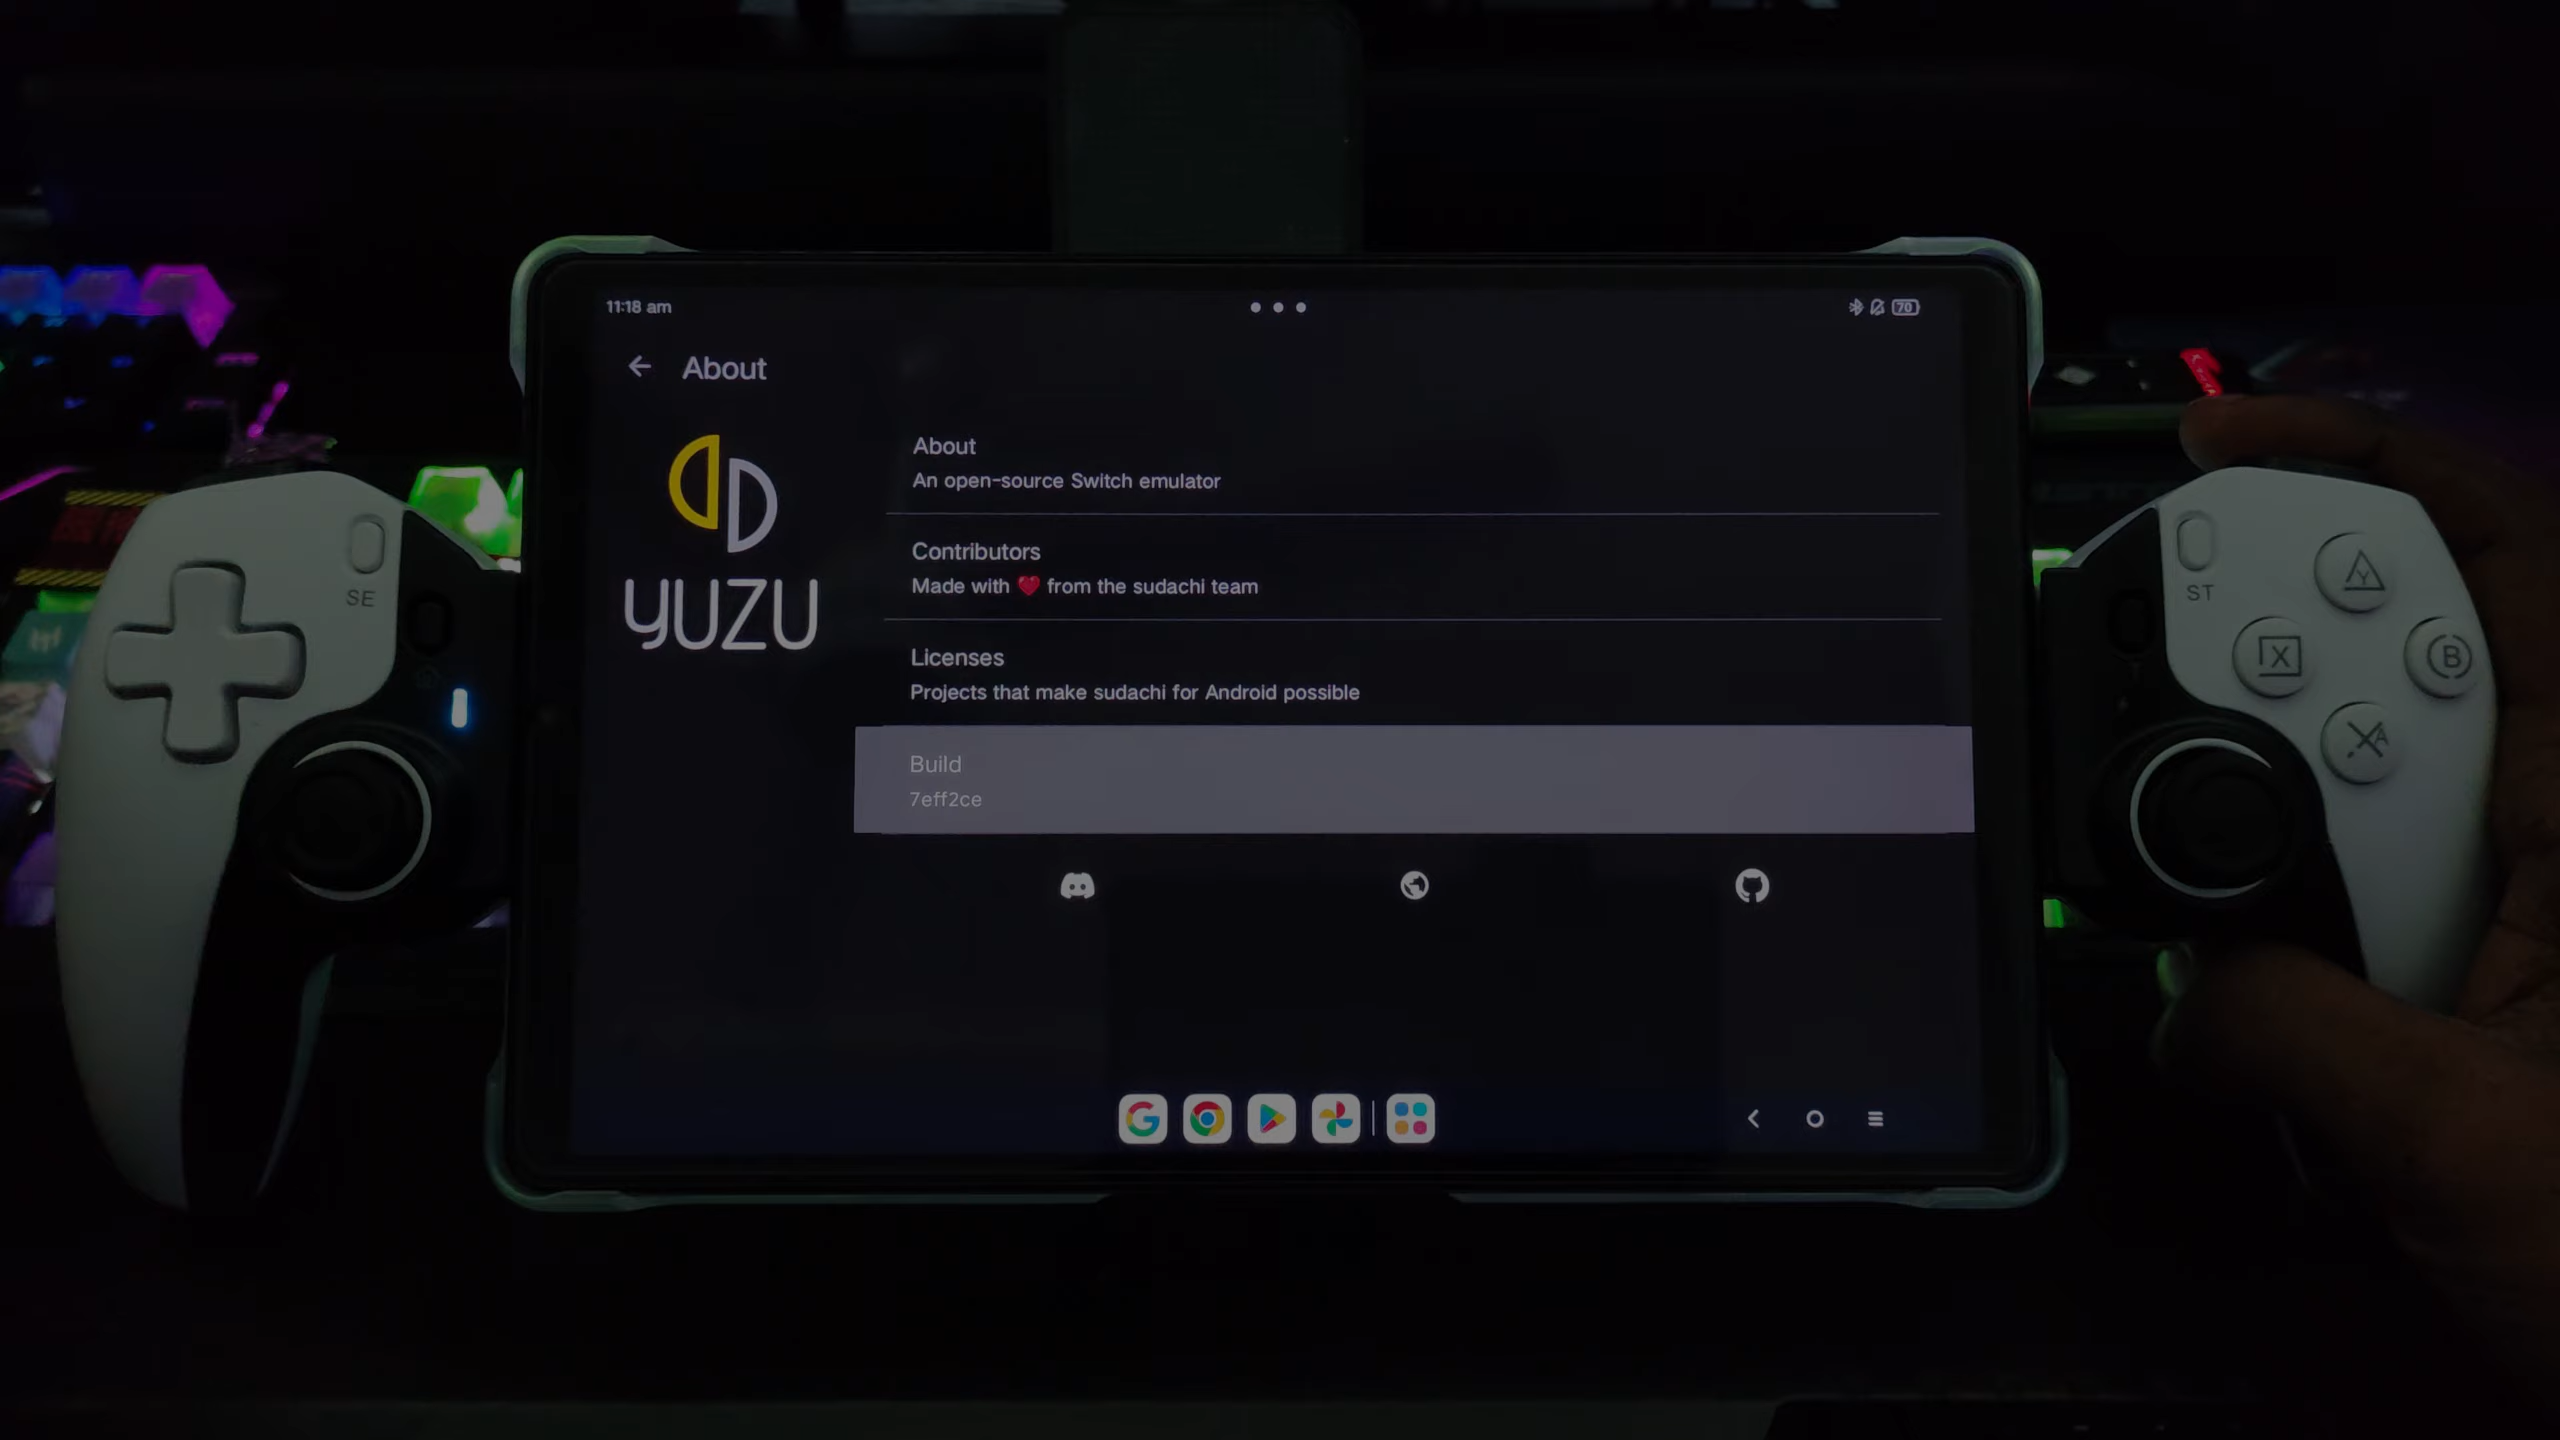 11:18 am
70
About
yuzu
About
An open-source Switch emulator
Contributors
Made with ❤️ from the sudachi team
Licenses
Projects that make sudachi for Android possible
Build
7eff2ce
SE
ST
Y
X
B
A